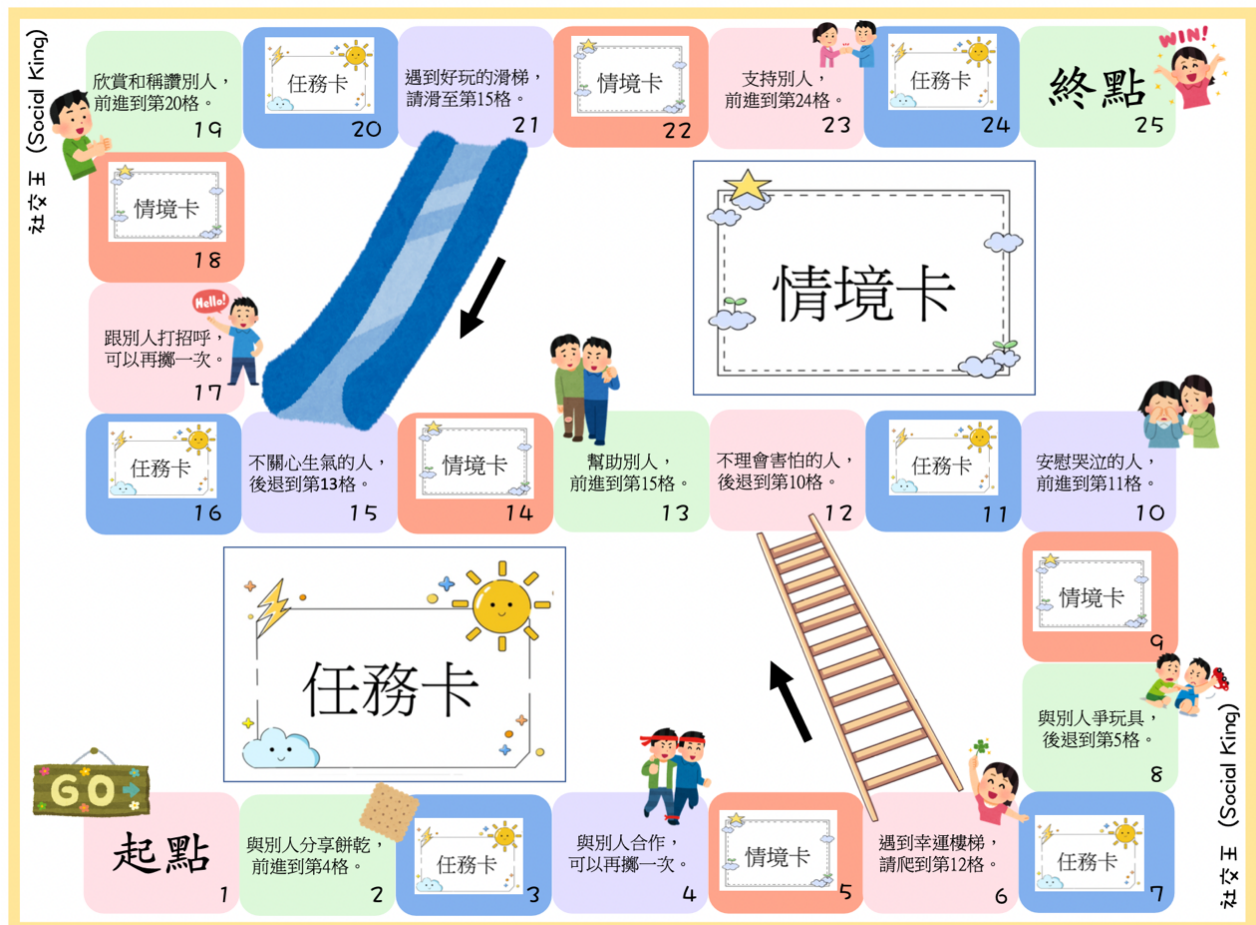 社交王 (Social King)
欣賞和稱讚別人，
前進到第20格。
19
任務卡
20
遇到好玩的滑梯，
請滑至第15格。
21
情境卡
22
支持別人，
前進到第24格。
23
任務卡
24
WIN!
終點
25
情境卡
18
情境卡
Hello!
跟別人打招呼，
可以再擲一次。
17
任務卡
16
不關心生氣的人，
後退到第13格。
15
情境卡
14
幫助別人，
前進到第15格。
13
不理會害怕的人，
後退到第10格。
12
任務卡
11
安慰哭泣的人，
前進到第11格。
10
情境卡
9
任務卡
與別人爭玩具，
後退到第5格。
8
GO
起點
1
與別人分享餅乾，
前進到第4格。
2
任務卡
3
與別人合作，
可以再擲一次。
4
情境卡
5
遇到幸運樓梯，
請爬到第12格。
6
任務卡
7
社交王 (Social King)